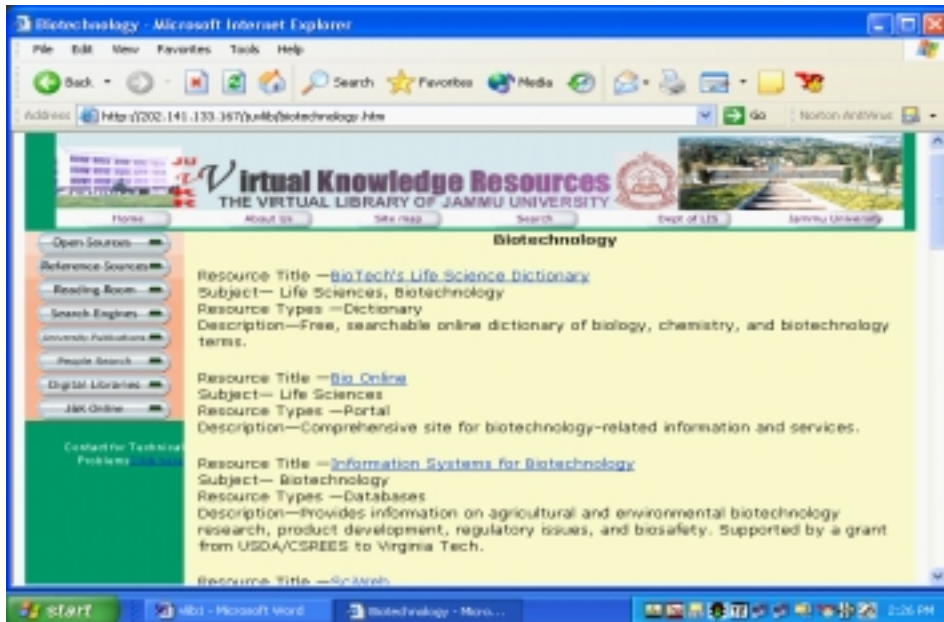 Biotechnology - Microsoft Internet Explorer
File Edit View Favorites Tools Help
Back Search Favorites Media
Address http://202.141.133.167/juvlib/biotechnology.htm Go Norton AntiVirus
Virtual Knowledge Resources
THE VIRTUAL LIBRARY OF JAMMU UNIVERSITY
Home About Us Site map Search Dept of LIS Jammu University
Open Sources
Reference Sources
Reading Room
Search Engines
University Publications
People Search
Digital Libraries
J&K Online
Contact for Technical
Problems
Biotechnology
Resource Title —BioTech's Life Science Dictionary
Subject— Life Sciences, Biotechnology
Resource Types —Dictionary
Description—Free, searchable online dictionary of biology, chemistry, and biotechnology
terms.
Resource Title —Bio Online
Subject— Life Sciences
Resource Types —Portal
Description—Comprehensive site for biotechnology-related information and services.
Resource Title —Information Systems for Biotechnology
Subject— Biotechnology
Resource Types —Databases
Description—Provides information on agricultural and environmental biotechnology
research, product development, regulatory issues, and biosafety. Supported by a grant
from USDA/CSREES to Virginia Tech.
Resource Title —SciWeb
start - Microsoft Word Biotechnology - Micro... 2:26 PM